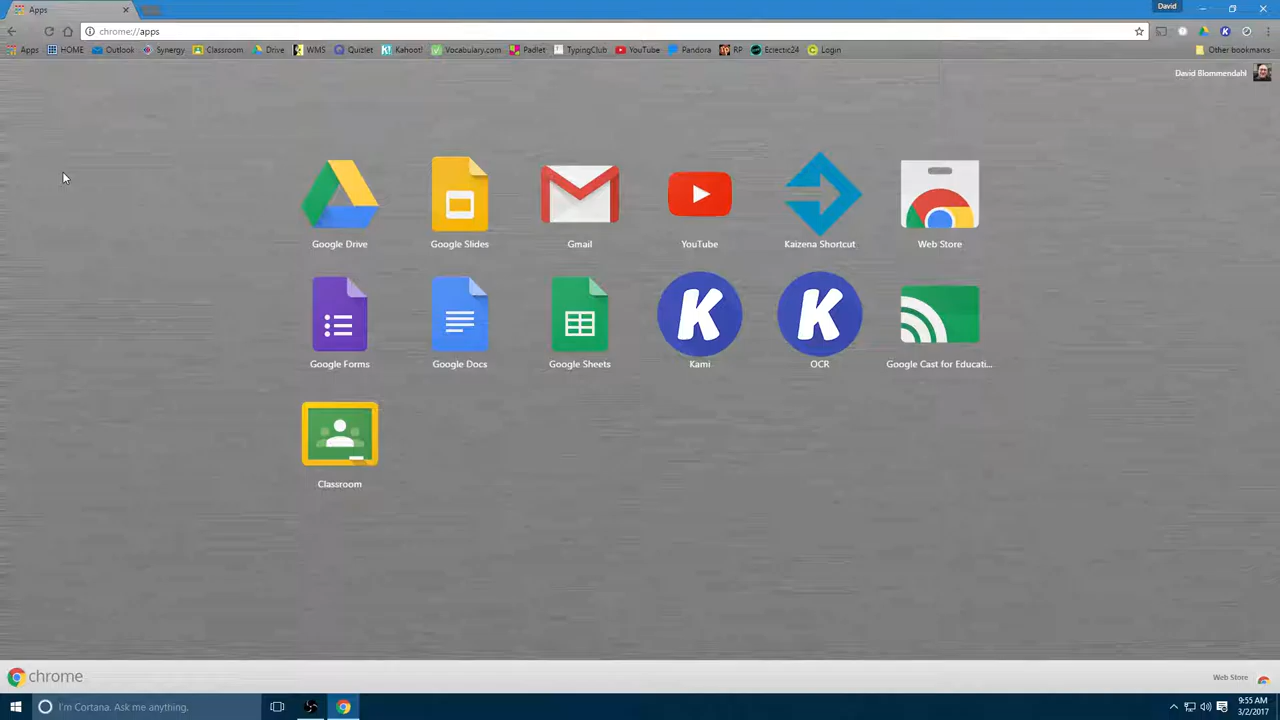 Apps
David
chrome://apps
Apps HOME Outlook Synergy Classroom Drive WMS Quizlet Kahoot! Vocabulary.com Padlet TypingClub YouTube Pandora RP Eclectic24 Login Other bookmarks
David Blommendahl
Google Drive Google Slides Gmail YouTube Kaizena Shortcut Web Store
K K
Google Forms Google Docs Google Sheets Kami OCR Google Cast for Educati...
Classroom
chrome
Web Store
I'm Cortana. Ask me anything.
9:55 AM
3/2/2017